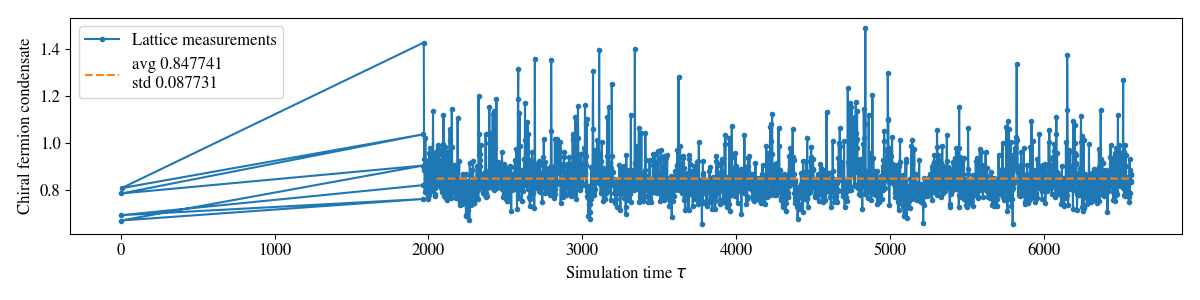 Chiral fermion condensate
1.4
1.2
1.0
0.8
Lattice measurements
avg 0.847741
std 0.087731
0 1000 2000 3000 4000 5000 6000
Simulation time τ